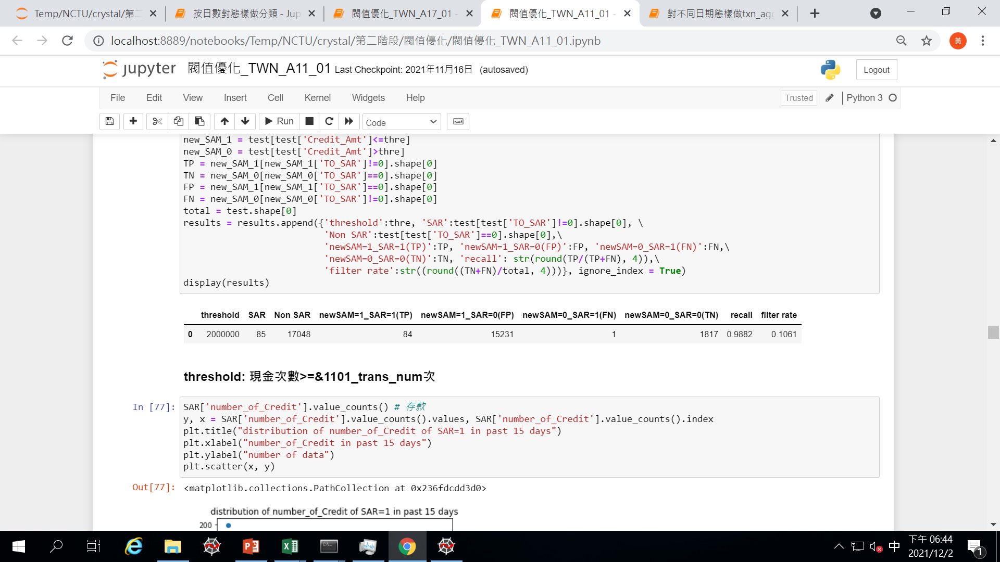 Temp/NCTU/crystal/第二
按日數對態樣做分類 - Jup
閥值優化_TWN_A17_01 -
閥值優化_TWN_A11_01 -
對不同日期態樣做txn_agg
localhost:8889/notebooks/Temp/NCTU/crystal/第二階段/閥值優化/閥值優化_TWN_A11_01.ipynb
黃
jupyter 閥值優化_TWN_A11_01 Last Checkpoint: 2021年11月16日 (autosaved)
Logout
File Edit View Insert Cell Kernel Widgets Help
Trusted Python 3
Run Code
new_SAM_1 = test[test['Credit_Amt']<=thre]
new_SAM_0 = test[test['Credit_Amt']>thre]
TP = new_SAM_1[new_SAM_1['TO_SAR']!=0].shape[0]
TN = new_SAM_0[new_SAM_0['TO_SAR']==0].shape[0]
FP = new_SAM_1[new_SAM_1['TO_SAR']==0].shape[0]
FN = new_SAM_0[new_SAM_0['TO_SAR']!=0].shape[0]
total = test.shape[0]
results = results.append({'threshold':thre, 'SAR':test[test['TO_SAR']!=0].shape[0], \
'Non SAR':test[test['TO_SAR']==0].shape[0],\
'newSAM=1_SAR=1(TP)':TP, 'newSAM=1_SAR=0(FP)':FP, 'newSAM=0_SAR=1(FN)':FN,\
'newSAM=0_SAR=0(TN)':TN, 'recall': str(round(TP/(TP+FN), 4)),\
'filter rate':str((round((TN+FN)/total, 4)))}, ignore_index = True)
display(results)
threshold SAR Non SAR newSAM=1_SAR=1(TP) newSAM=1_SAR=0(FP) newSAM=0_SAR=1(FN) newSAM=0_SAR=0(TN) recall filter rate
0 2000000 85 17048 84 15231 1 1817 0.9882 0.1061
threshold: 現金次數>=&1101_trans_num次
In [77]:
SAR['number_of_Credit'].value_counts() # 存款
y, x = SAR['number_of_Credit'].value_counts().values, SAR['number_of_Credit'].value_counts().index
plt.title("distribution of number_of_Credit of SAR=1 in past 15 days")
plt.xlabel("number_of_Credit in past 15 days")
plt.ylabel("number of data")
plt.scatter(x, y)
Out[77]: <matplotlib.collections.PathCollection at 0x236fdcdd3d0>
distribution of number_of_Credit of SAR=1 in past 15 days
200
中
下午 06:44
2021/12/2
1